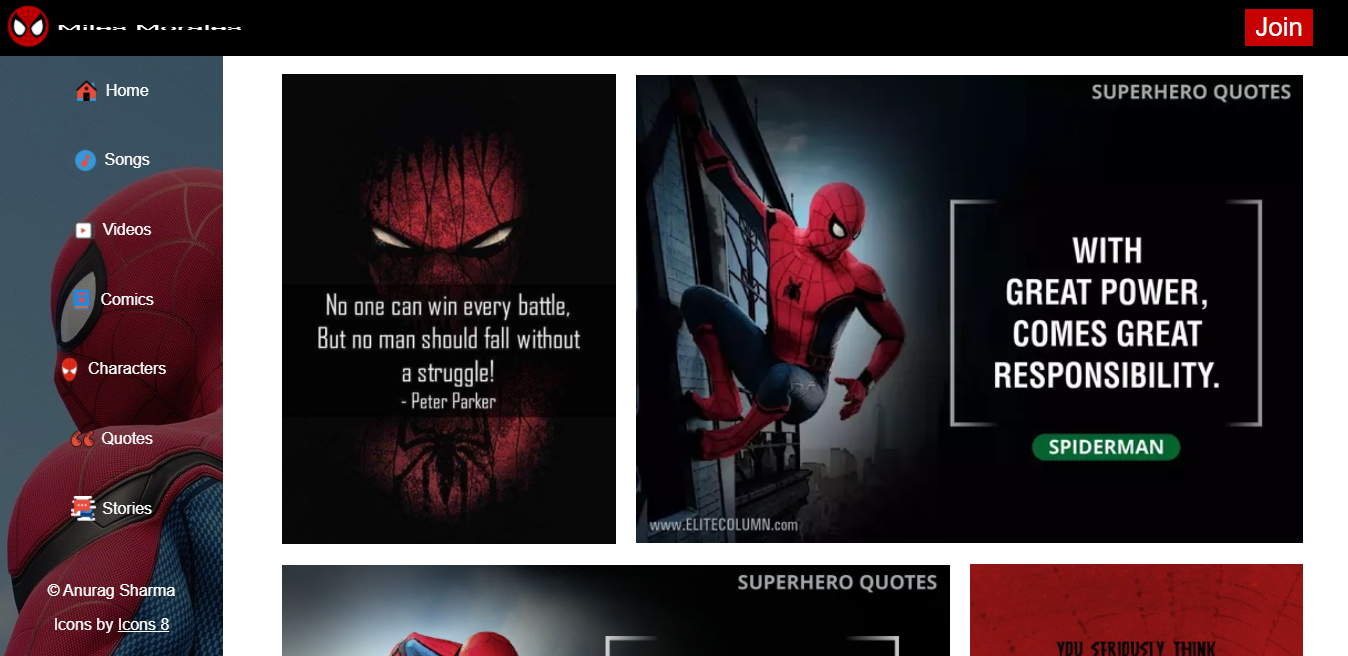 Miles Morales
Join
Home
Songs
Videos
Comics
Characters
Quotes
Stories
© Anurag Sharma
Icons by Icons 8
No one can win every battle,
But no man should fall without
a struggle!
- Peter Parker
SUPERHERO QUOTES
WITH
GREAT POWER,
COMES GREAT
RESPONSIBILITY.
SPIDERMAN
www.ELITECOLUMN.com
SUPERHERO QUOTES
YOU SERIOUSLY THINK